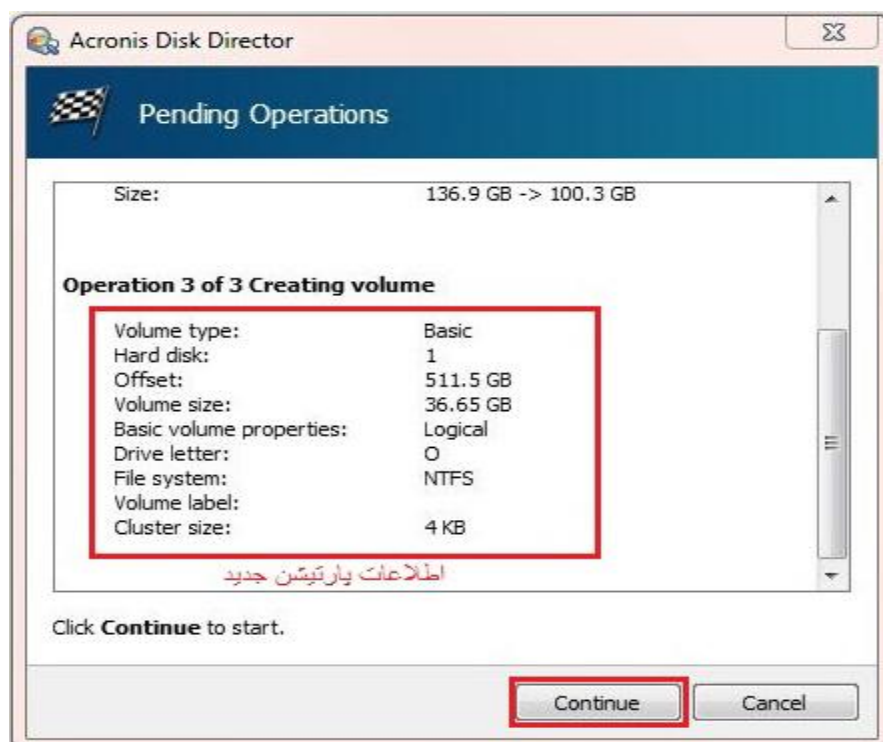 Acronis Disk Director
Pending Operations
Size: 136.9 GB -> 100.3 GB
Operation 3 of 3 Creating volume
Volume type: Basic
Hard disk: 1
Offset: 511.5 GB
Volume size: 36.65 GB
Basic volume properties: Logical
Drive letter: O
File system: NTFS
Volume label:
Cluster size: 4 KB
اطلاعات پارتیشن جدید
Click Continue to start.
Continue Cancel